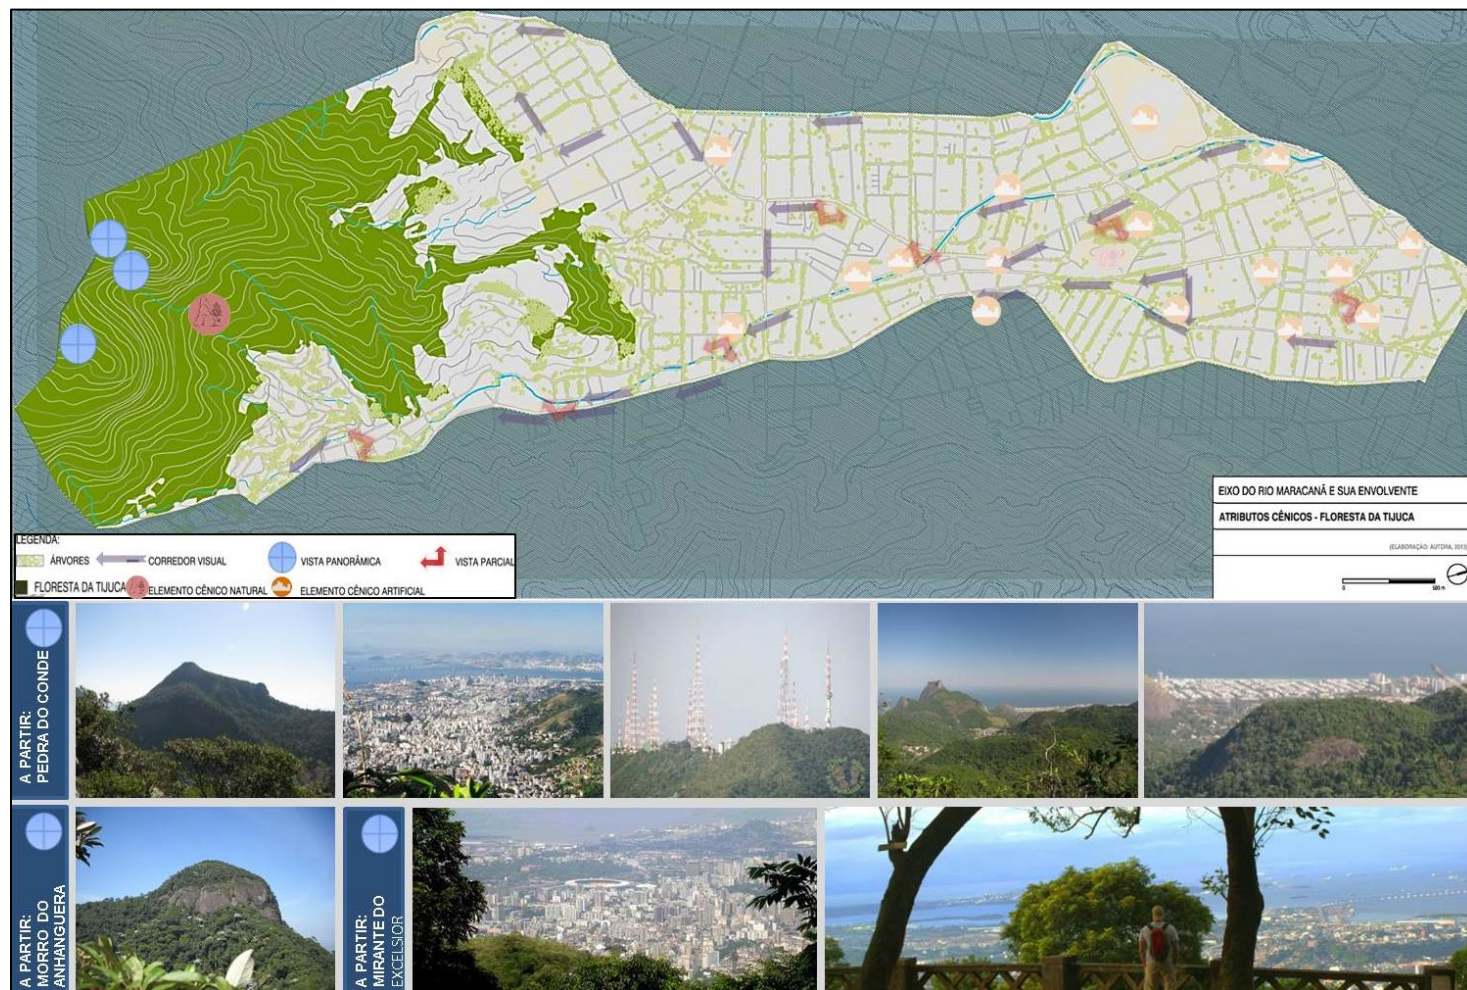 EIXO DO RIO MARACANÃ E SUA ENVOLVENTE
ATRIBUTOS CÊNICOS - FLORESTA DA TIJUCA
(ELABORAÇÃO: AUTORA, 2013)
0 500 m
LEGENDA:
ÁRVORES CORREDOR VISUAL VISTA PANORÂMICA VISTA PARCIAL
FLORESTA DA TIJUCA ELEMENTO CÊNICO NATURAL ELEMENTO CÊNICO ARTIFICIAL
A PARTIR:
PEDRA DO CONDE
A PARTIR:
MORRO DO
ANHANGUERA
A PARTIR:
MIRANTE DO
EXCELSIOR